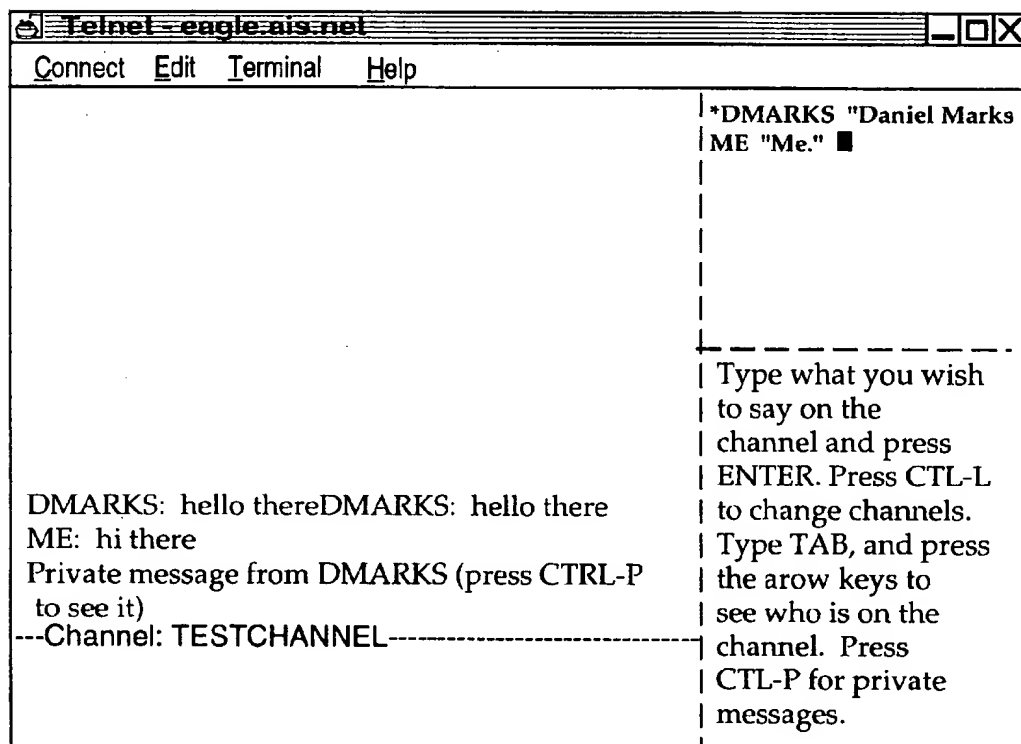 Telnet - eagle.ais.net
Connect Edit Terminal Help
*DMARKS "Daniel Marks
ME "Me."
DMARKS: hello thereDMARKS: hello there
ME: hi there
Private message from DMARKS (press CTRL-P
to see it)
---Channel: TESTCHANNEL---
Type what you wish
to say on the
channel and press
ENTER. Press CTL-L
to change channels.
Type TAB, and press
the arow keys to
see who is on the
channel. Press
CTL-P for private
messages.